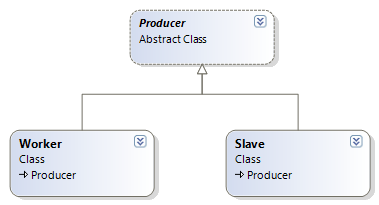 Producer
Abstract Class
Worker
Class
Producer
Slave
Class
Producer